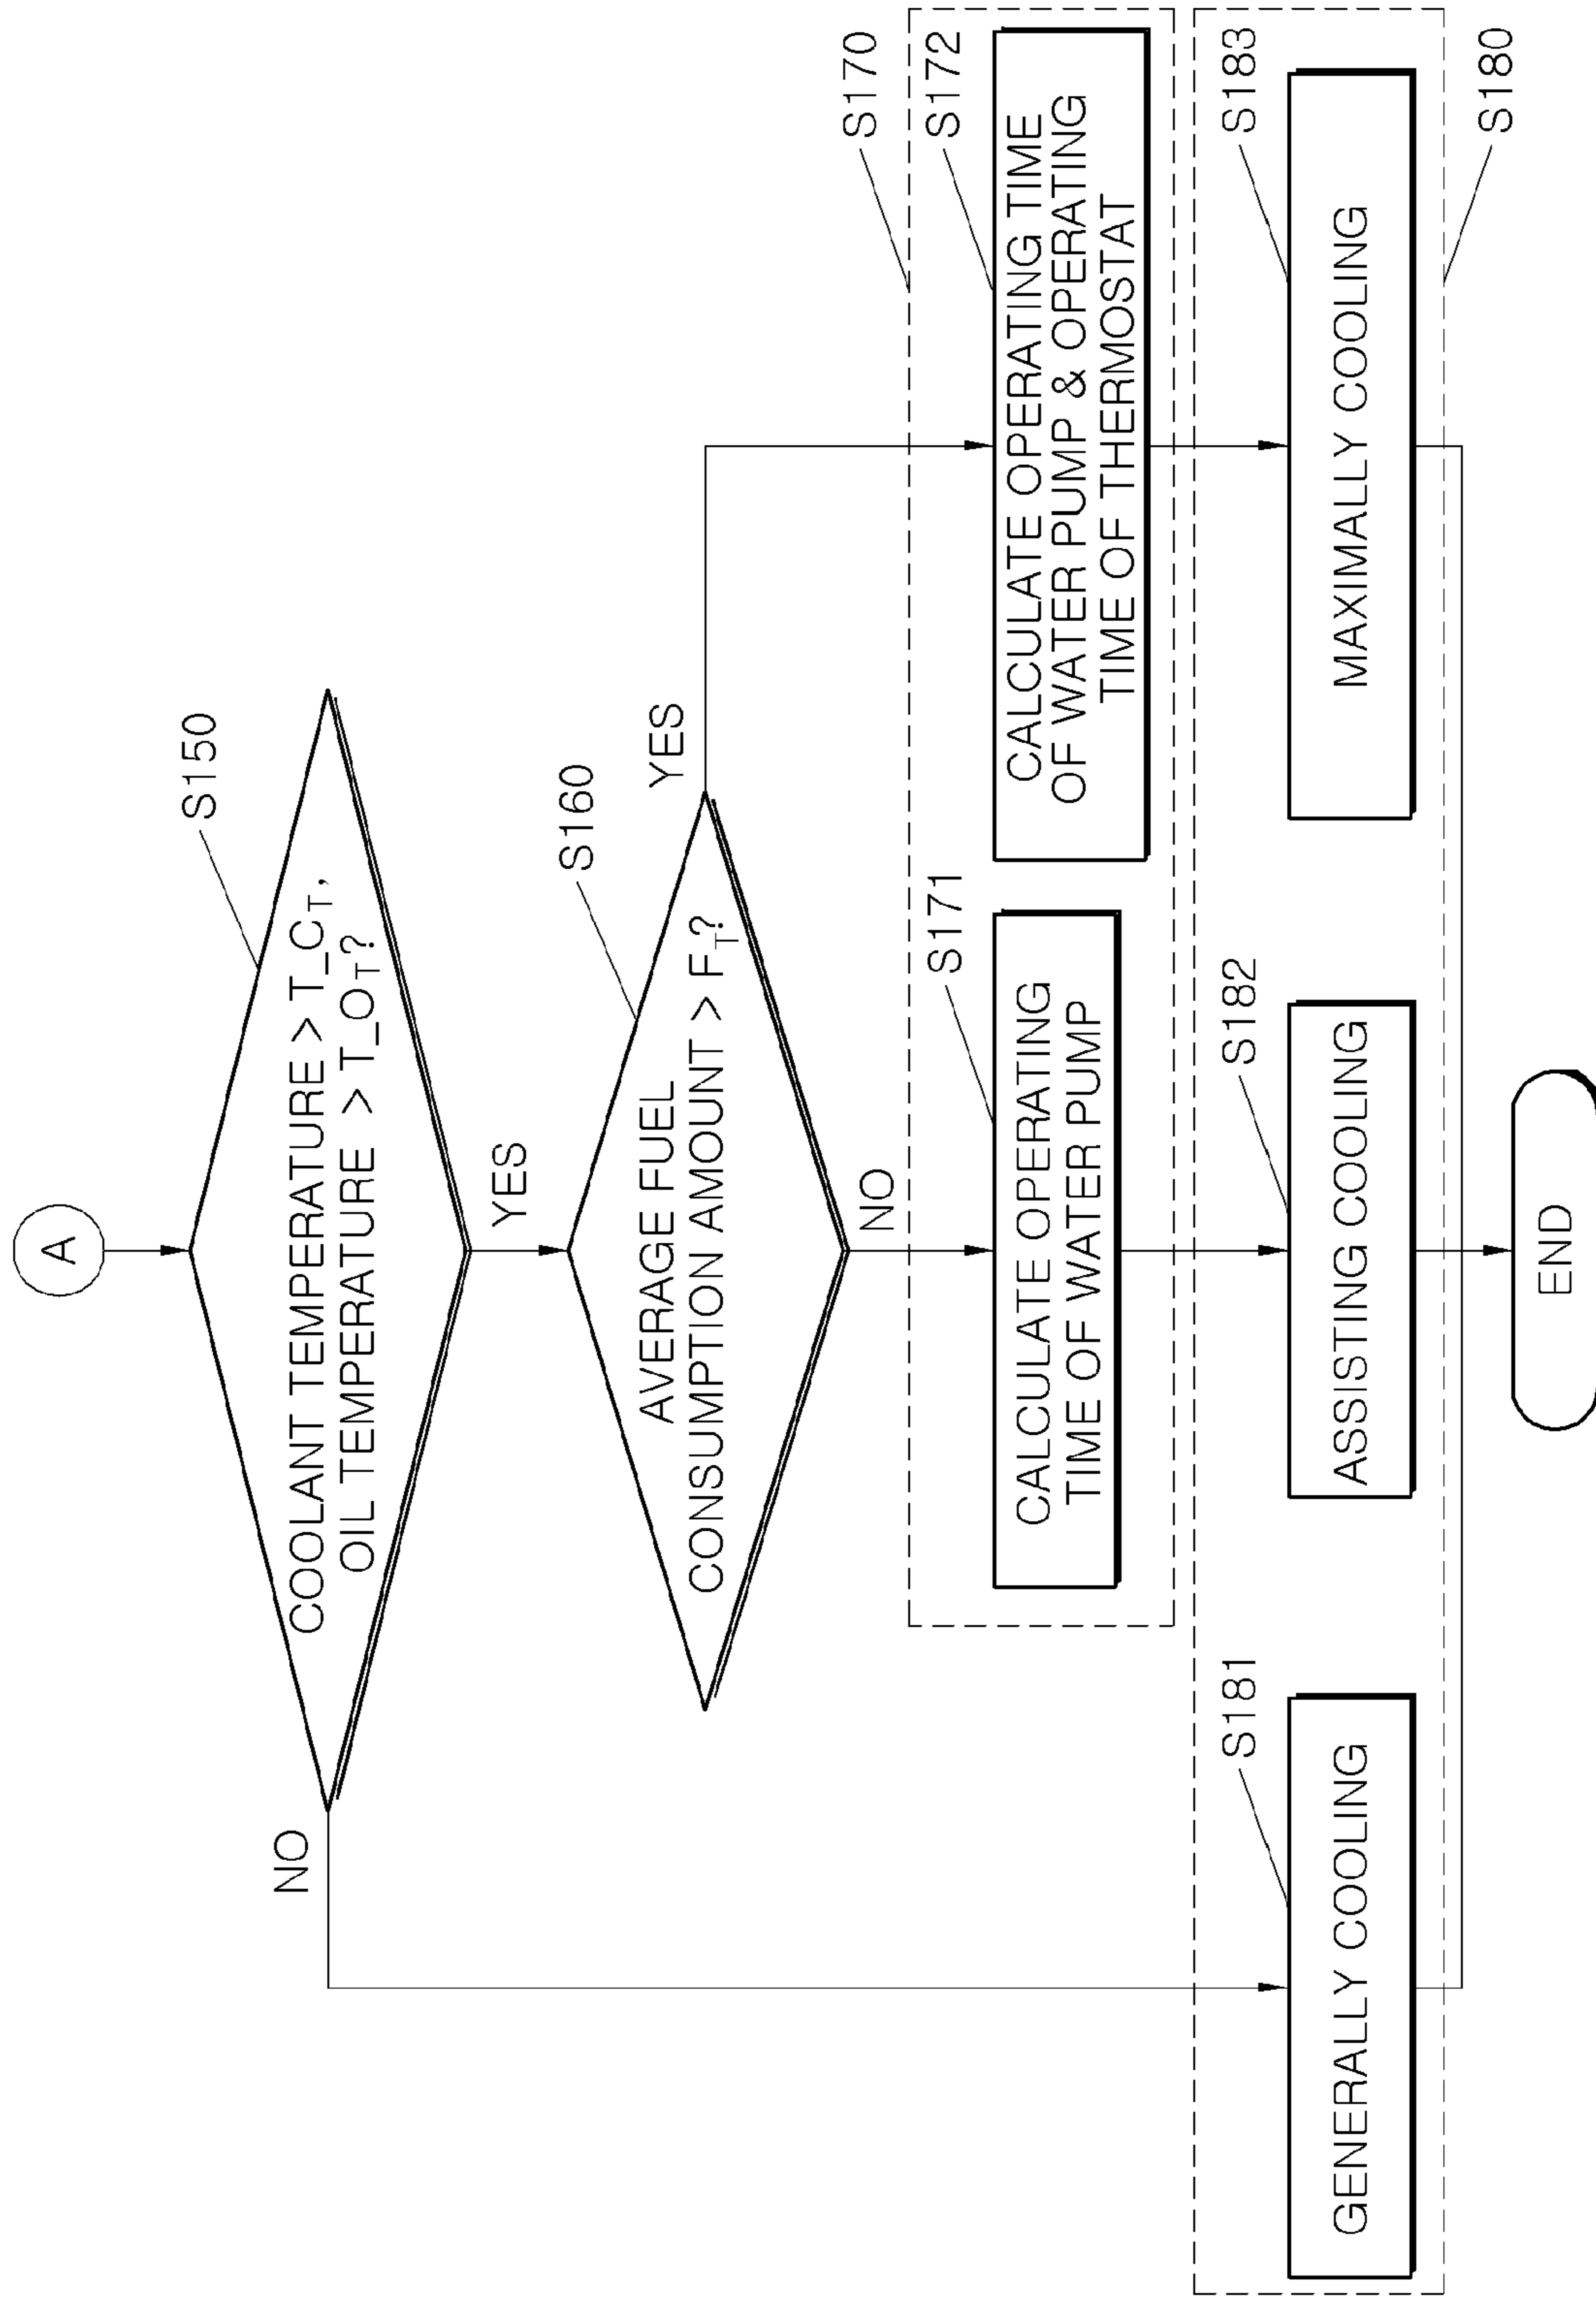 A
S150
COOLANT TEMPERATURE > T_C_T,
OIL TEMPERATURE > T_O_T?
NO
YES
S160
AVERAGE FUEL
CONSUMPTION AMOUNT > F_T?
YES
NO
S170
S171
CALCULATE OPERATING
TIME OF WATER PUMP
S172
CALCULATE OPERATING TIME
OF WATER PUMP & OPERATING
TIME OF THERMOSTAT
S181
GENERALLY COOLING
S182
ASSISTING COOLING
S183
MAXIMALLY COOLING
S180
END